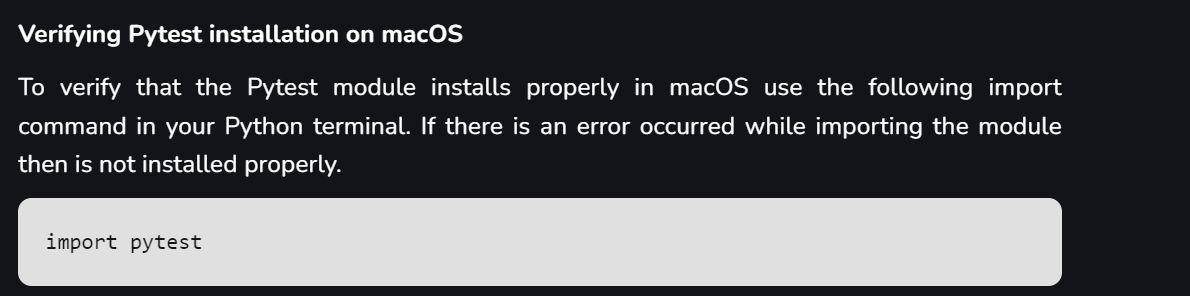 Verifying Pytest installation on macOS
To verify that the Pytest module installs properly in macOS use the following import
command in your Python terminal. If there is an error occurred while importing the module
then is not installed properly.
import pytest